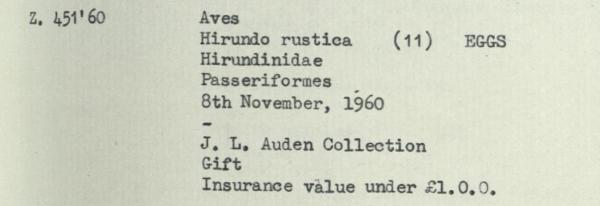 Z. 451'60 Aves
Hirundo rustica (11) EGGS
Hirundinidae
Passeriformes
8th November, 1960
-
J. L. Auden Collection
Gift
Insurance value under £1.0.0.